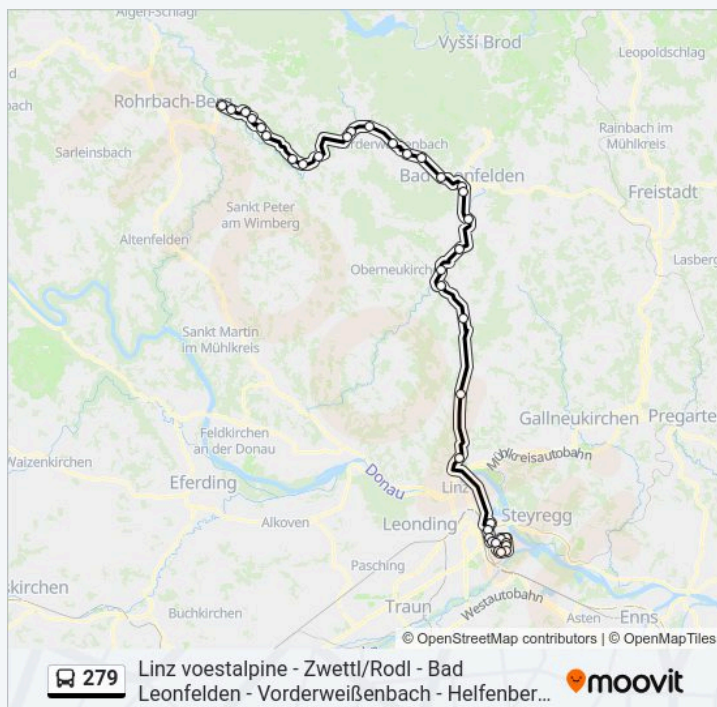 Aigen-Schlägl
Vyšší Brod
Leopoldschlag
Rohrbach-Berg
Rainbach im
Mühlkreis
Sarleinsbach
Vorderweißenbach
Bad Leonfelden
Freistadt
Sankt Peter
am Wimberg
Altenfelden
Lasberg
Oberneukirchen
Sankt Martin
im Mühlkreis
Gallneukirchen
Pregarten
Feldkirchen
an der Donau
Mühlkreisautobahn
Waizenkirchen
Donau
Linz
Eferding
Steyregg
Alkoven
Leonding
Pasching
skirchen
Traun
Westautobahn
Enns
Buchkirchen
Asten
© OpenStreetMap contributors | © OpenMapTiles
279
Linz voestalpine - Zwettl/Rodl - Bad
Leonfelden - Vorderweißenbach - Helfenber...
moovit